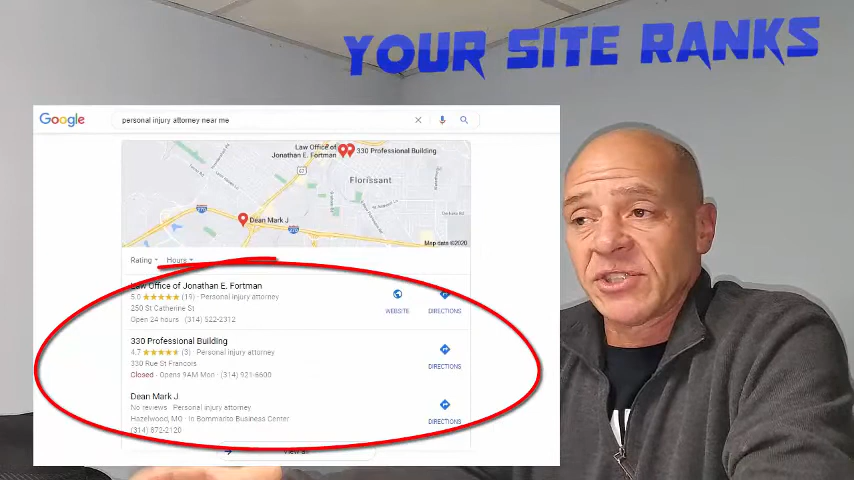 YOUR SITE RANKS
Google
personal injury attorney near me
Law Office of
Jonathan E. Fortman
330 Professional Building
67
Florissant
270
Dean Mark J
270
Map data ©2020
Rating
Hours
Law Office of Jonathan E. Fortman
5.0 ★★★★★ (19) · Personal injury attorney
250 St Catherine St
Open 24 hours · (314) 522-2312
WEBSITE
DIRECTIONS
330 Professional Building
4.7 ★★★★★ (3) · Personal injury attorney
330 Rue St Francois
Closed · Opens 9AM Mon · (314) 921-6600
DIRECTIONS
Dean Mark J
No reviews · Personal injury attorney
Hazelwood, MO · In Bommarito Business Center
(314) 872-2120
DIRECTIONS
View all